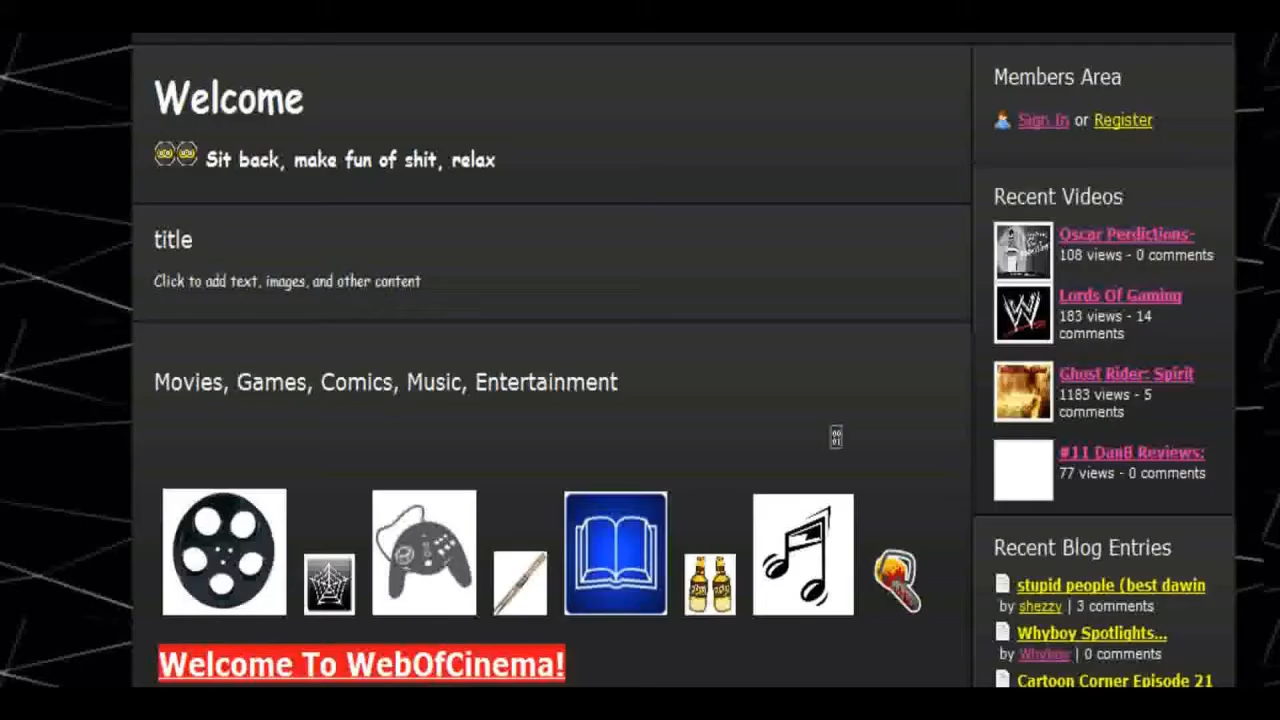 Welcome
Sit back, make fun of shit, relax
title
Click to add text, images, and other content
Movies, Games, Comics, Music, Entertainment
Welcome To WebOfCinema!
Members Area
Sign In or Register
Recent Videos
Oscar Perdictions-
108 views - 0 comments
Lords Of Gaming
183 views - 14
comments
Ghost Rider: Spirit
1183 views - 5
comments
#11 DanB Reviews:
77 views - 0 comments
Recent Blog Entries
stupid people (best dawin
by shezzy | 3 comments
Whyboy Spotlights...
by Whyboy | 0 comments
Cartoon Corner Episode 21